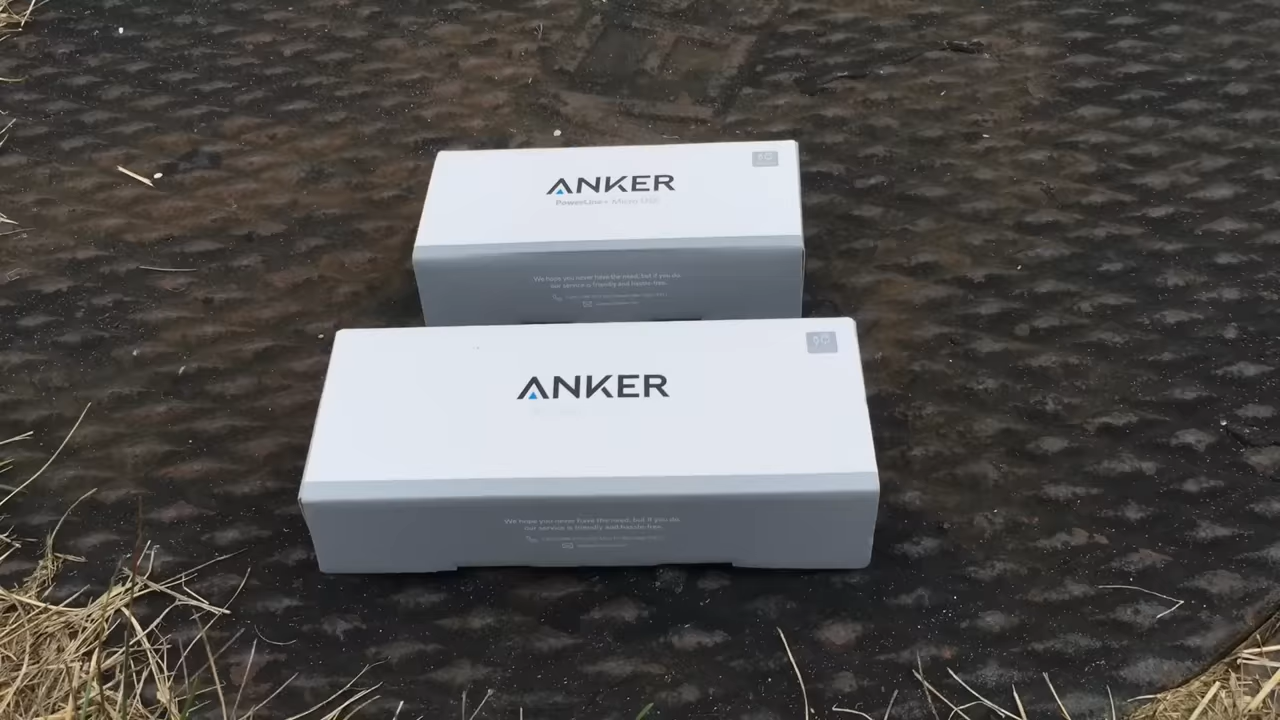 ANKER
PowerLine+ Micro USB
We hope you never have the need, but if you do,
our service is friendly and hassle-free.
ANKER
We hope you never have the need, but if you do,
our service is friendly and hassle-free.